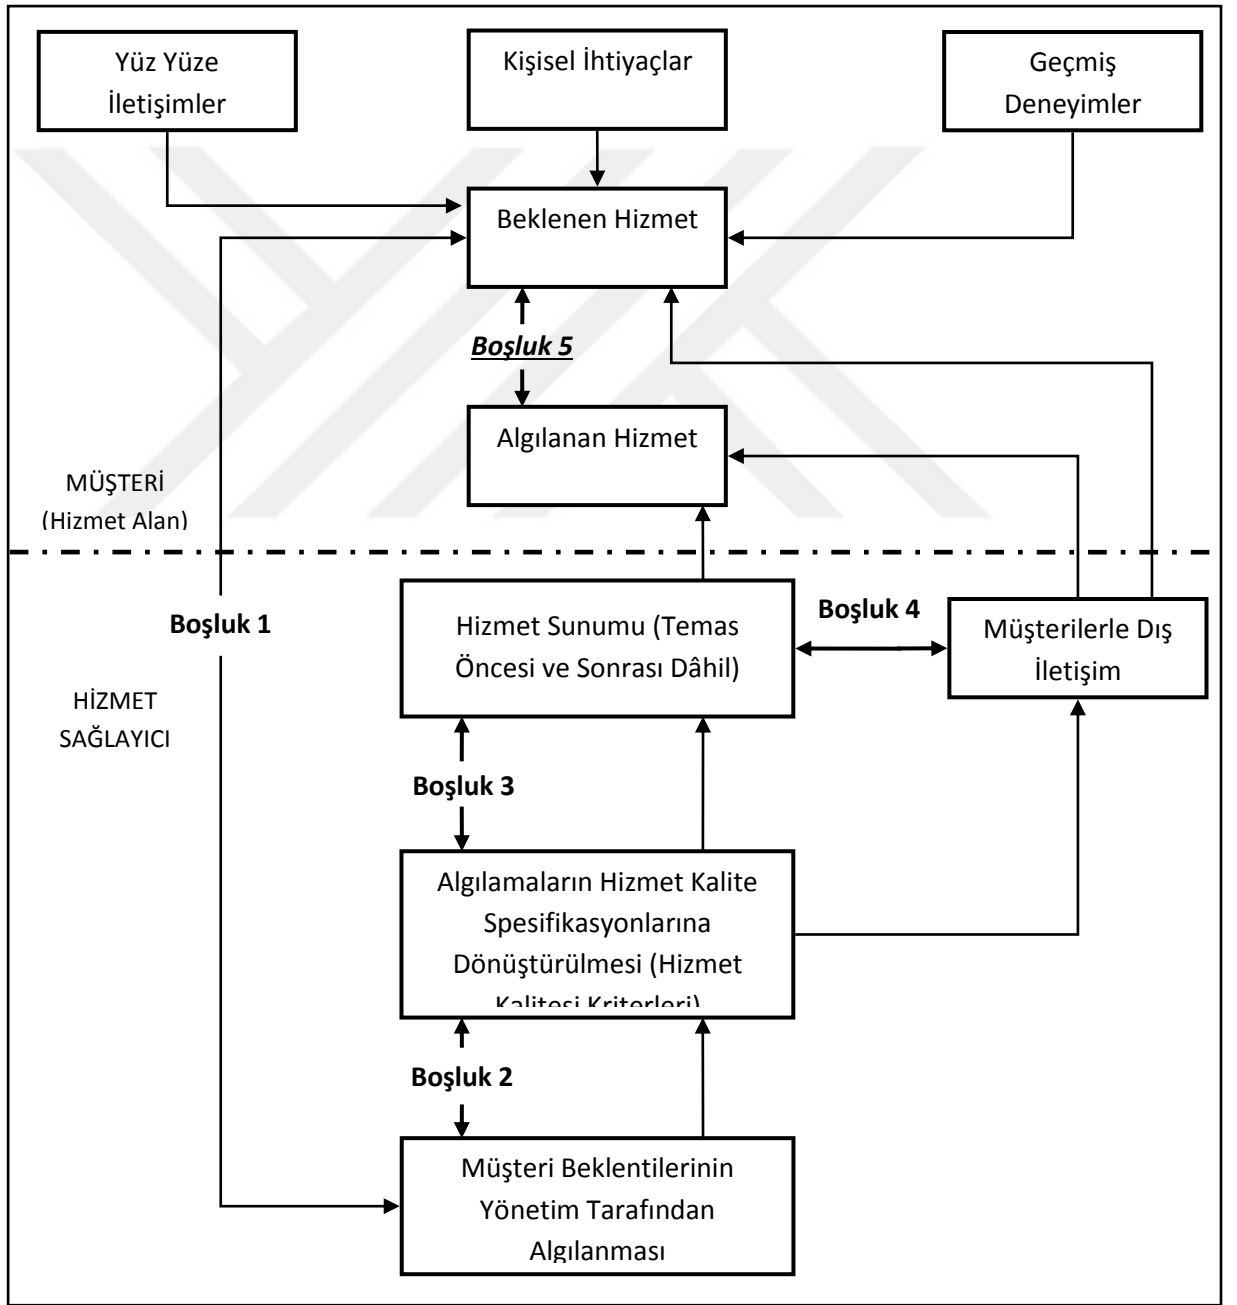 Yüz Yüze
İletişimler
Kişisel İhtiyaçlar
Geçmiş
Deneyimler
Beklenen Hizmet
Boşluk 5
Algılanan Hizmet
MÜŞTERİ
(Hizmet Alan)
Boşluk 1
Hizmet Sunumu (Temas
Öncesi ve Sonrası Dâhil)
Boşluk 4
Müşterilerle Dış
İletişim
HİZMET
SAĞLAYICI
Boşluk 3
Algılamaların Hizmet Kalite
Spesifikasyonlarına
Dönüştürülmesi (Hizmet
Kalitesi Kriterleri)
Boşluk 2
Müşteri Beklentilerinin
Yönetim Tarafından
Algılanması